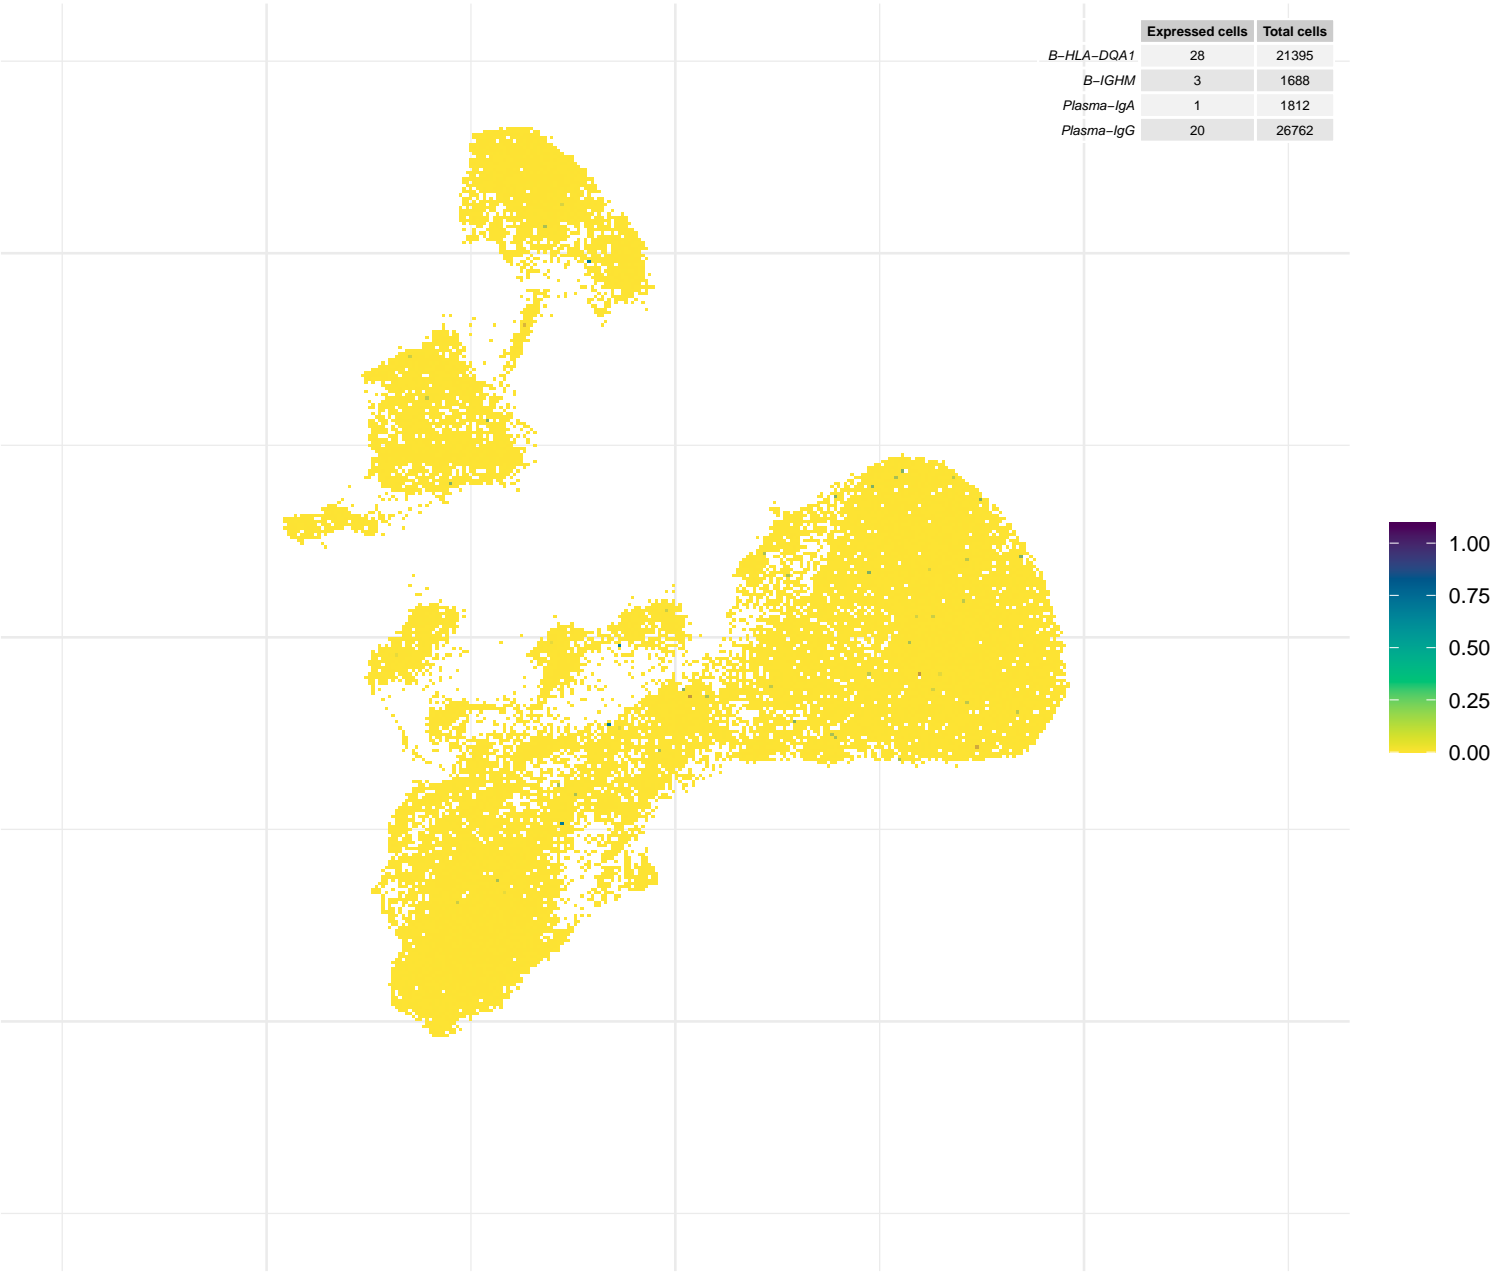 Expressed cells Total cells
B−HLA−DQA1 28 21395
B−IGHM 3 1688
Plasma−IgA 1 1812
Plasma−IgG 20 26762
1.00
0.75
0.50
0.25
0.00